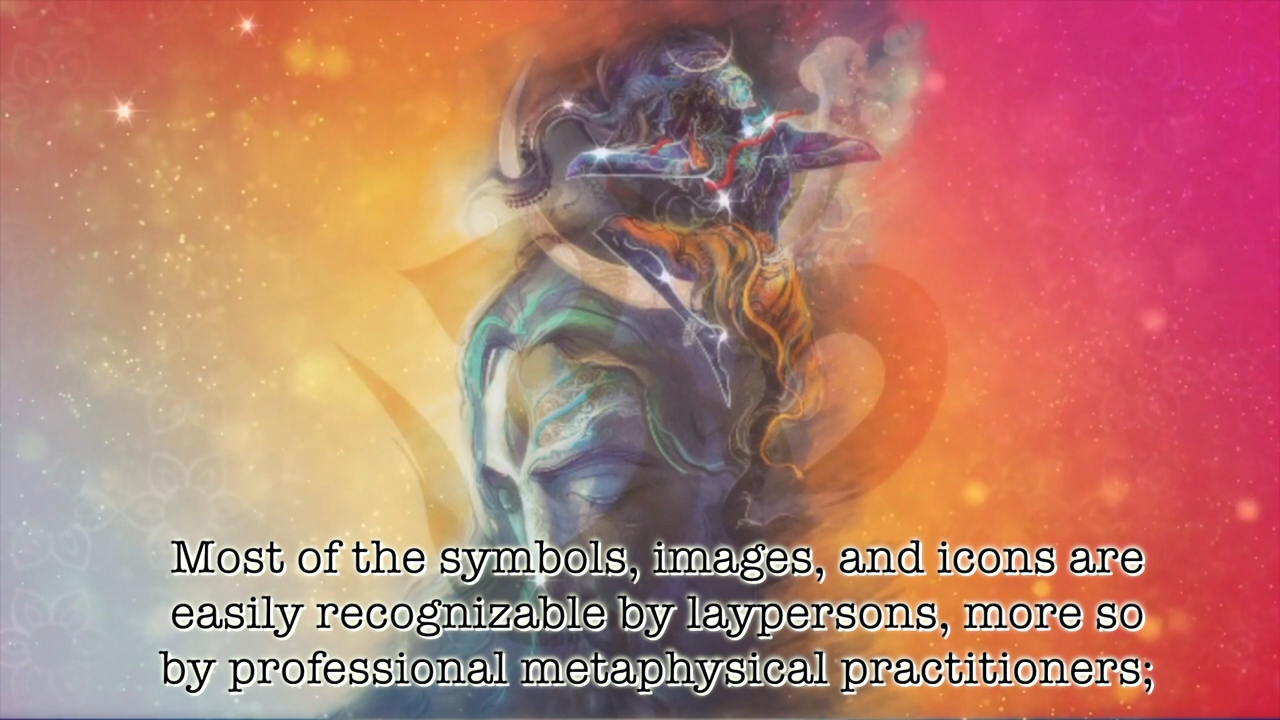 Most of the symbols, images, and icons are
easily recognizable by laypersons, more so
by professional metaphysical practitioners;